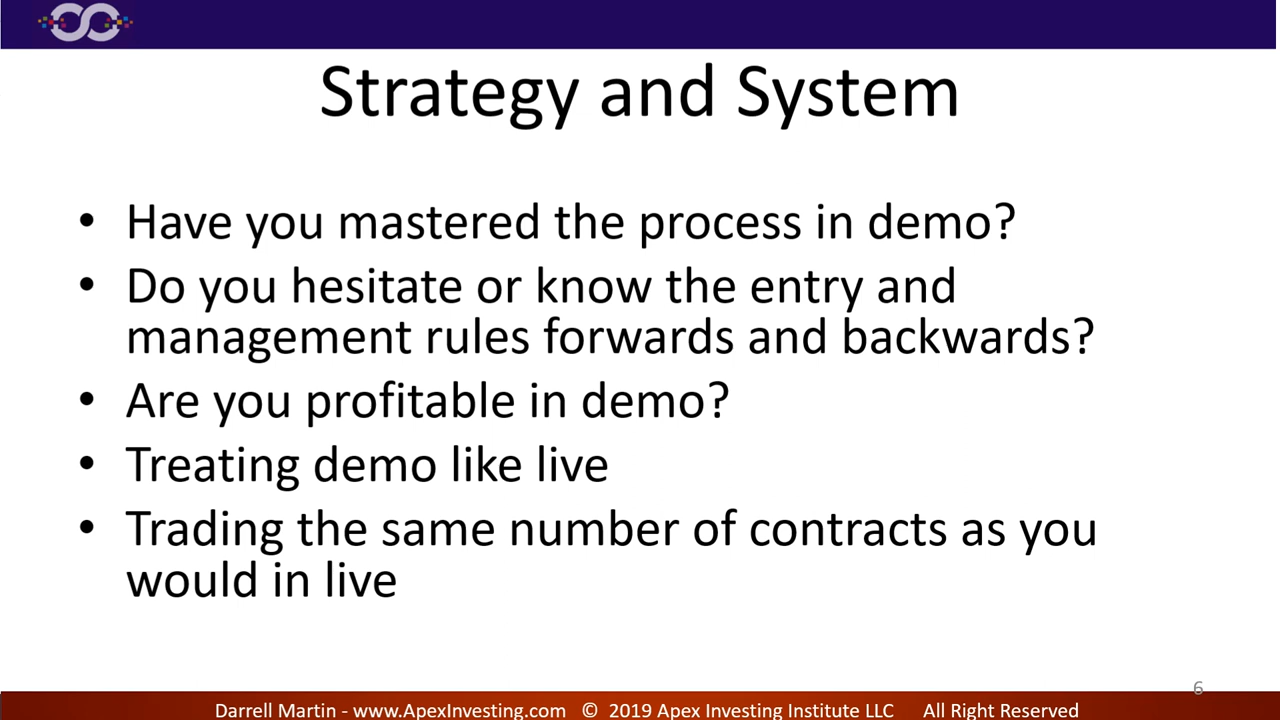 Strategy and System
• Have you mastered the process in demo?
• Do you hesitate or know the entry and
management rules forwards and backwards?
• Are you profitable in demo?
• Treating demo like live
• Trading the same number of contracts as you
would in live
6
Darrell Martin - www.ApexInvesting.com © 2019 Apex Investing Institute LLC All Right Reserved